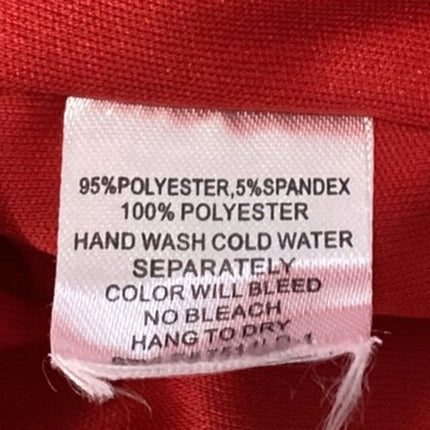 95%POLYESTER,5%SPANDEX
100% POLYESTER
HAND WASH COLD WATER
SEPARATELY
COLOR WILL BLEED
NO BLEACH
HANG TO DRY